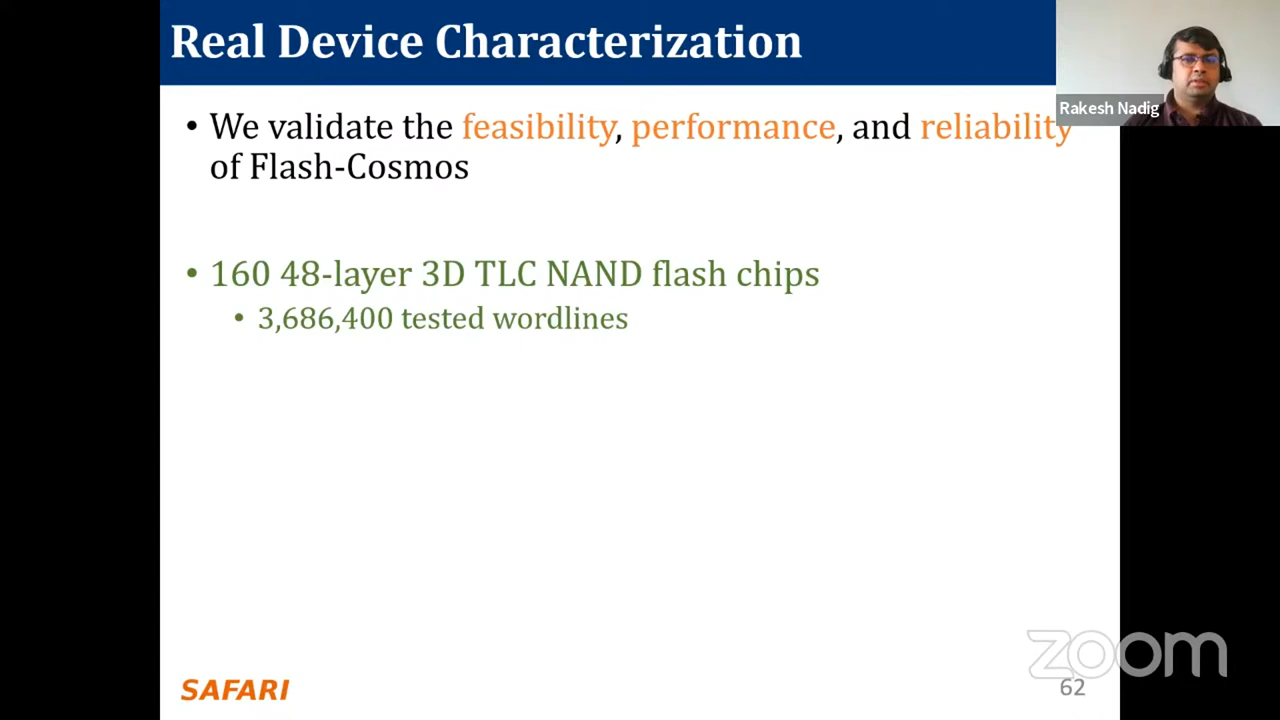 Real Device Characterization
Rakesh Nadig
• We validate the feasibility, performance, and reliability
of Flash-Cosmos
• 160 48-layer 3D TLC NAND flash chips
• 3,686,400 tested wordlines
zoom
SAFARI
62